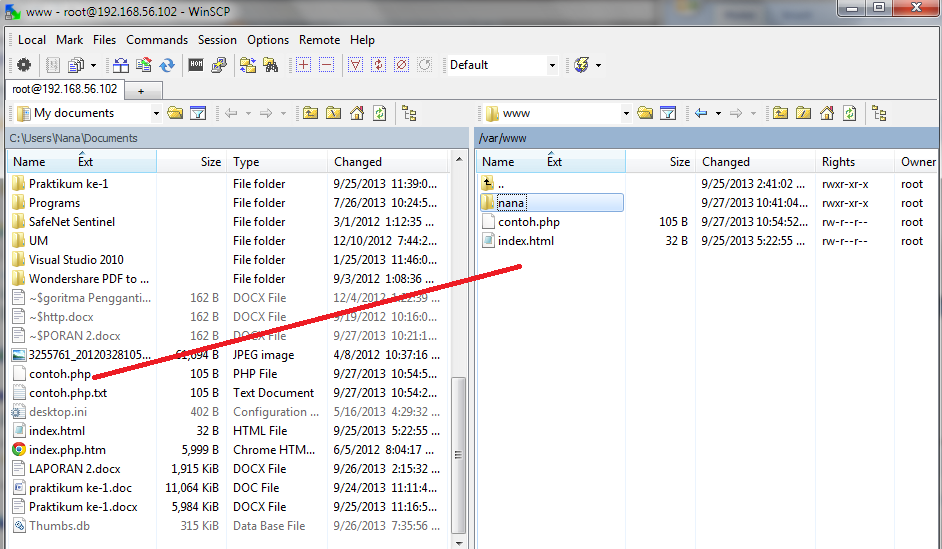 www - root@192.168.56.102 - WinSCP
Local Mark Files Commands Session Options Remote Help
Default
root@192.168.56.102 +
My documents
C:\Users\Nana\Documents
Name Ext Size Type Changed
Praktikum ke-1 File folder 9/25/2013 11:39:0...
Programs File folder 7/26/2013 10:24:5...
SafeNet Sentinel File folder 3/1/2012 1:12:35 ...
UM File folder 12/10/2012 7:44:2...
Visual Studio 2010 File folder 1/25/2013 11:46:0...
Wondershare PDF to ... File folder 9/3/2012 1:08:36 ...
~$goritma Pengganti... 162 B DOCX File 12/4/2012 1:22:39 ...
~$http.docx 162 B DOCX File 9/19/2012 10:16:0...
~$PORAN 2.docx 162 B DOCX File 9/27/2013 10:21:1...
3255761_20120328105... 61,694 B JPEG image 4/8/2012 10:37:16 ...
contoh.php 105 B PHP File 9/27/2013 10:54:5...
contoh.php.txt 105 B Text Document 9/27/2013 10:54:2...
desktop.ini 402 B Configuration ... 5/16/2013 4:29:32 ...
index.html 32 B HTML File 9/25/2013 5:22:55 ...
index.php.htm 5,999 B Chrome HTM... 6/5/2012 8:04:17 ...
LAPORAN 2.docx 1,915 KiB DOCX File 9/26/2013 2:15:32 ...
praktikum ke-1.doc 11,064 KiB DOC File 9/24/2013 11:11:4...
Praktikum ke-1.docx 5,984 KiB DOCX File 9/25/2013 11:16:5...
Thumbs.db 315 KiB Data Base File 9/26/2013 7:35:56 ...
www
/var/www
Name Ext Size Changed Rights Owner
.. 9/25/2013 2:41:02 ... rwxr-xr-x root
nana 9/27/2013 10:41:04... rwxr-xr-x root
contoh.php 105 B 9/27/2013 10:54:52... rw-r--r-- root
index.html 32 B 9/25/2013 5:22:55 ... rw-r--r-- root